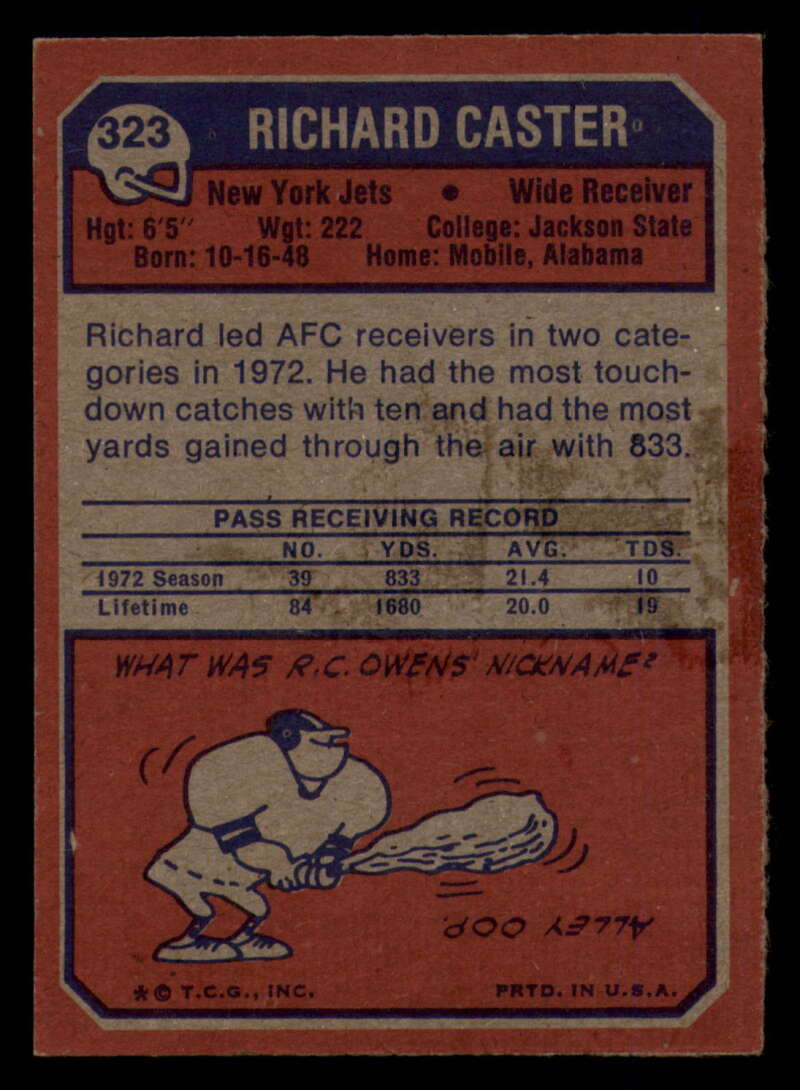 323
RICHARD CASTER
New York Jets • Wide Receiver
Hgt: 6'5" Wgt: 222 College: Jackson State
Born: 10-16-48 Home: Mobile, Alabama
Richard led AFC receivers in two cate-
gories in 1972. He had the most touch-
down catches with ten and had the most
yards gained through the air with 833.
PASS RECEIVING RECORD
NO. YDS. AVG. TDS.
1972 Season 39 833 21.4 10
Lifetime 84 1680 20.0 19
WHAT WAS R.C. OWENS' NICKNAME?
ALLEY OOP.
*© T.C.G., INC. PRTD. IN U.S.A.